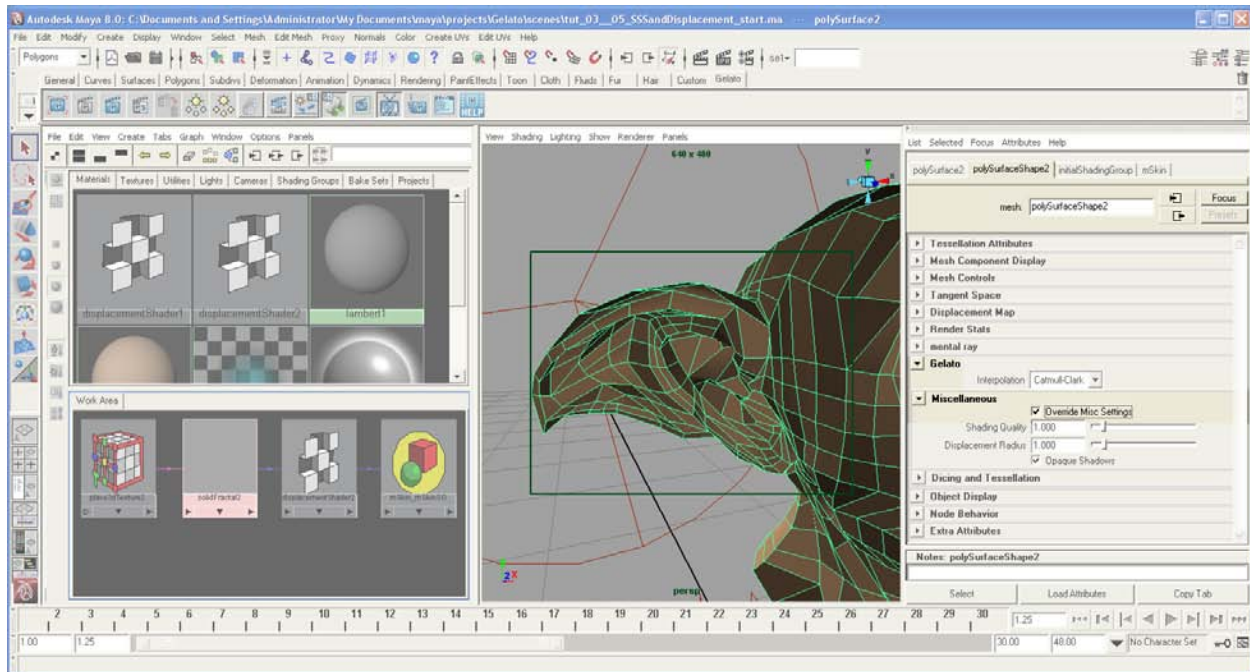 Autodesk Maya 8.0: C:\Documents and Settings\Administrator\My Documents\maya\projects\Gelato\scenes\tut_03__05_SSSandDisplacement_start.ma --- polySurface2
File Edit Modify Create Display Window Select Mesh Edit Mesh Proxy Normals Color Create UVs Edit UVs Help
Polygons
sel-
General Curves Surfaces Polygons Subdivs Deformation Animation Dynamics Rendering PaintEffects Toon Cloth Fluids Fur Hair Custom Gelato
HELP
File Edit View Create Tabs Graph Window Options Panels
Materials Textures Utilities Lights Cameras Shading Groups Bake Sets Projects
displacementShader1 displacementShader2 lambert1
Work Area
solidFractal2
View Shading Lighting Show Renderer Panels
640 x 480
persp
List Selected Focus Attributes Help
polySurface2 polySurfaceShape2 initialShadingGroup mSkin
mesh: polySurfaceShape2
Focus
Presets
Tessellation Attributes
Mesh Component Display
Mesh Controls
Tangent Space
Displacement Map
Render Stats
mental ray
Gelato
Interpolation Catmull-Clark
Miscellaneous
Override Misc Settings
Shading Quality 1.000
Displacement Radius 1.000
Opaque Shadows
Dicing and Tessellation
Object Display
Node Behavior
Extra Attributes
Notes: polySurfaceShape2
Select Load Attributes Copy Tab
2 3 4 5 6 7 8 9 10 11 12 13 14 15 16 17 18 19 20 21 22 23 24 25 26 27 28 29 30
1.25
1.00 1.25 30.00 48.00 No Character Set